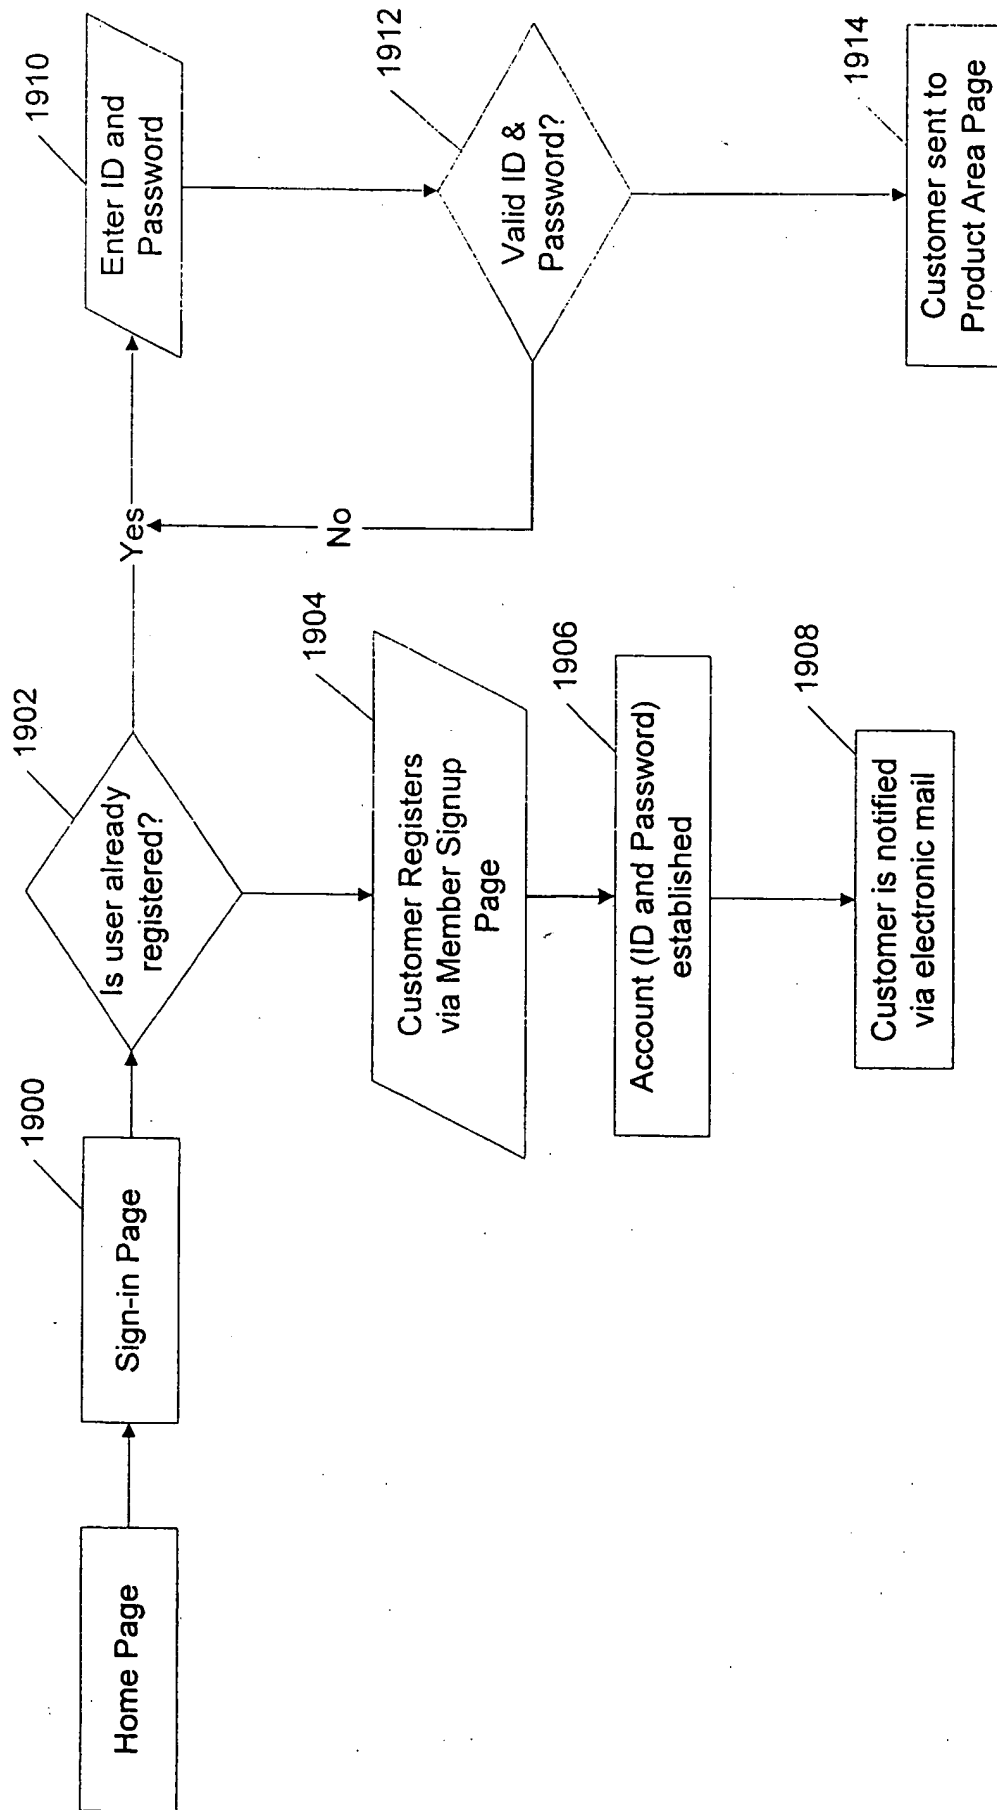 Home Page
1900
Sign-in Page
1902
Is user already
registered?
Yes
1910
Enter ID and
Password
No
1904
Customer Registers
via Member Signup
Page
1912
Valid ID &
Password?
1906
Account (ID and Password)
established
1908
Customer is notified
via electronic mail
1914
Customer sent to
Product Area Page